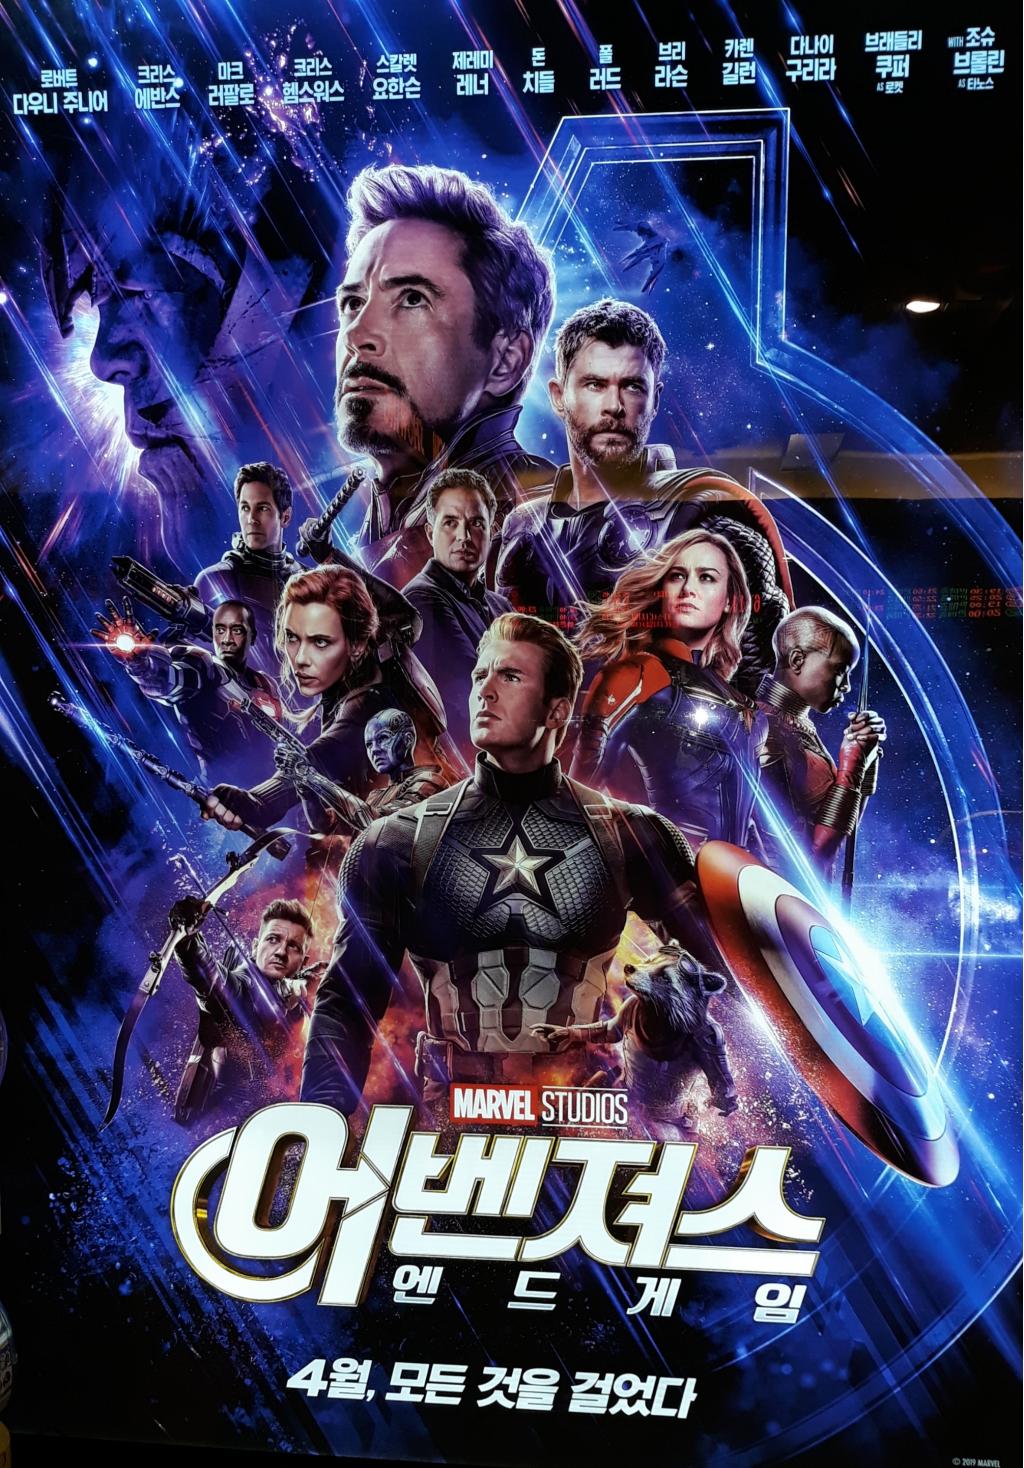 로버트
다우니 주니어
크리스
에반스
마크
러팔로
크리스
헴스워스
스칼렛
요한슨
제레미
레너
돈
치들
폴
러드
브리
라슨
카렌
길런
다나이
구리라
브래들리
쿠퍼
AS 로켓
WITH 조슈
브롤린
AS 타노스
MARVEL STUDIOS
어벤져스
엔드게임
4월, 모든 것을 걸었다
© 2019 MARVEL